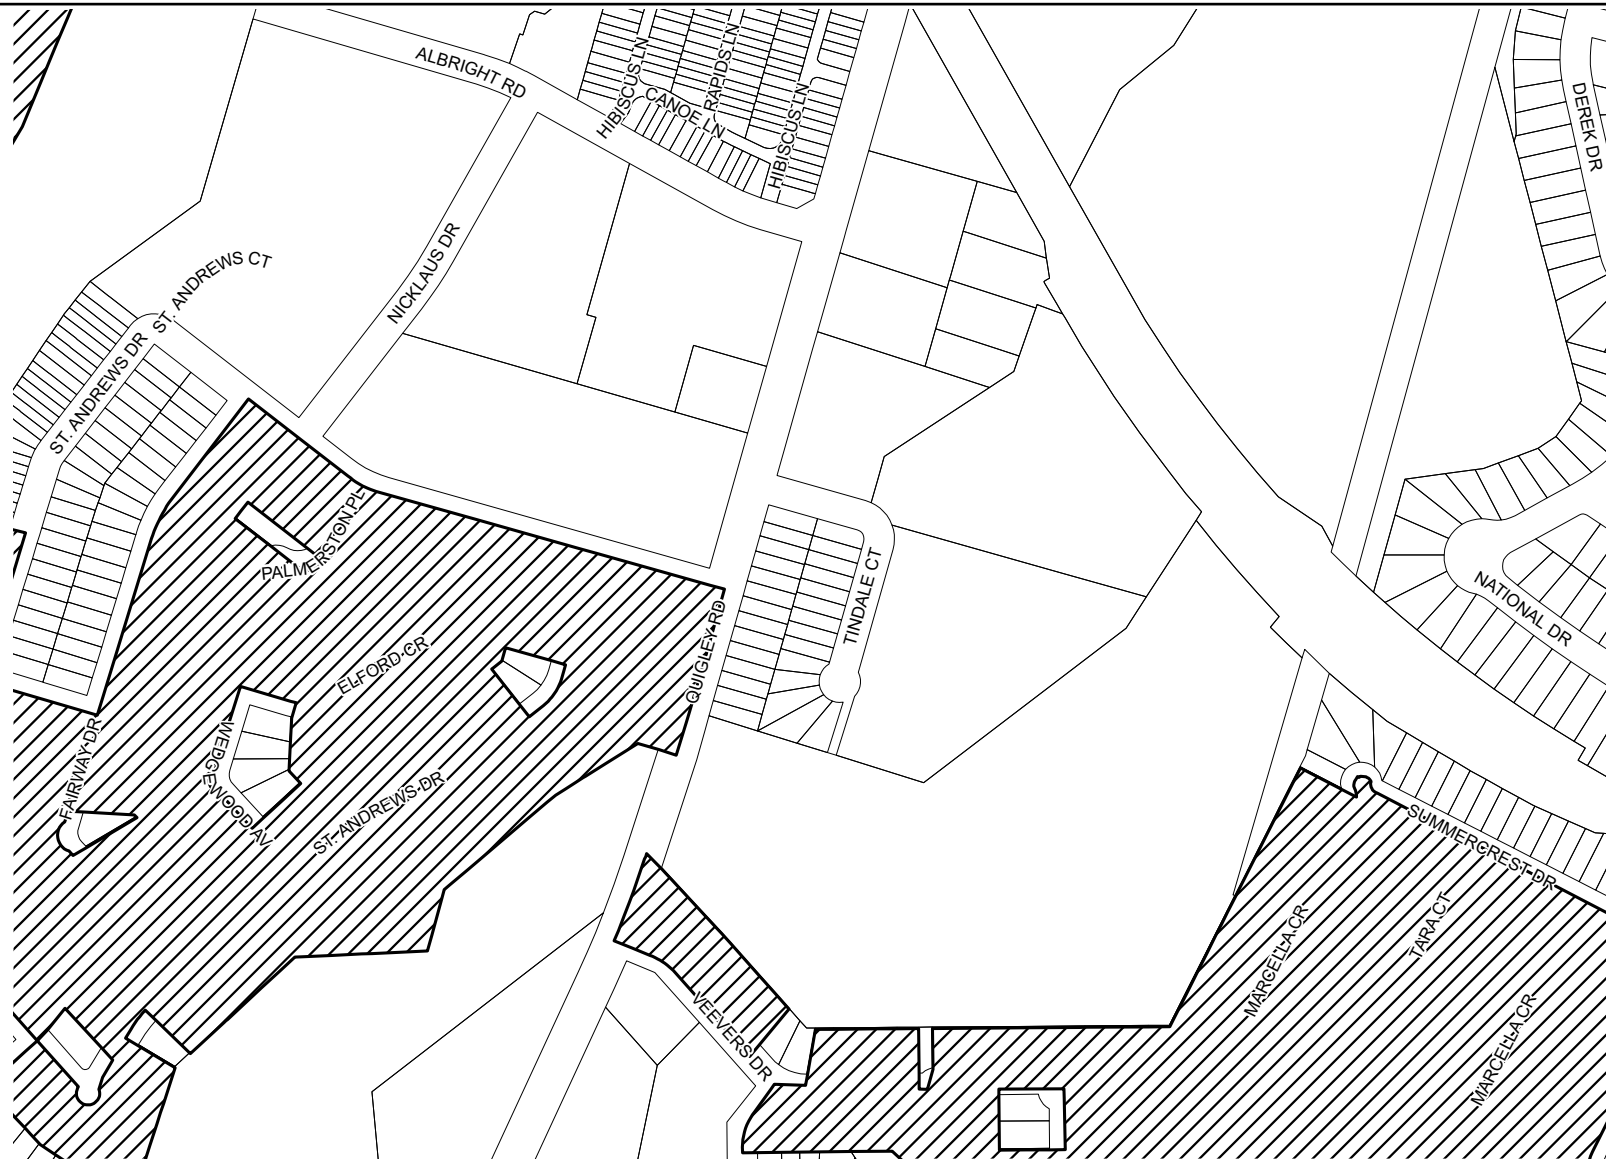 ALBRIGHT RD
HIBISCUS LN
RAPIDS LN
CANOE LN
HIBISCUS LN
DEREK DR
ST. ANDREWS CT
NICKLAUS DR
ST. ANDREWS DR
PALMERSTON PL
TINDALE CT
NATIONAL DR
ELFORD CR
QUIGLEY RD
FAIRWAY DR
WEDGEWOOD AV
ST. ANDREWS DR
SUMMERCREST DR
MARCELLA CR
TARA CT
VEEVERS DR
MARCELLA CR